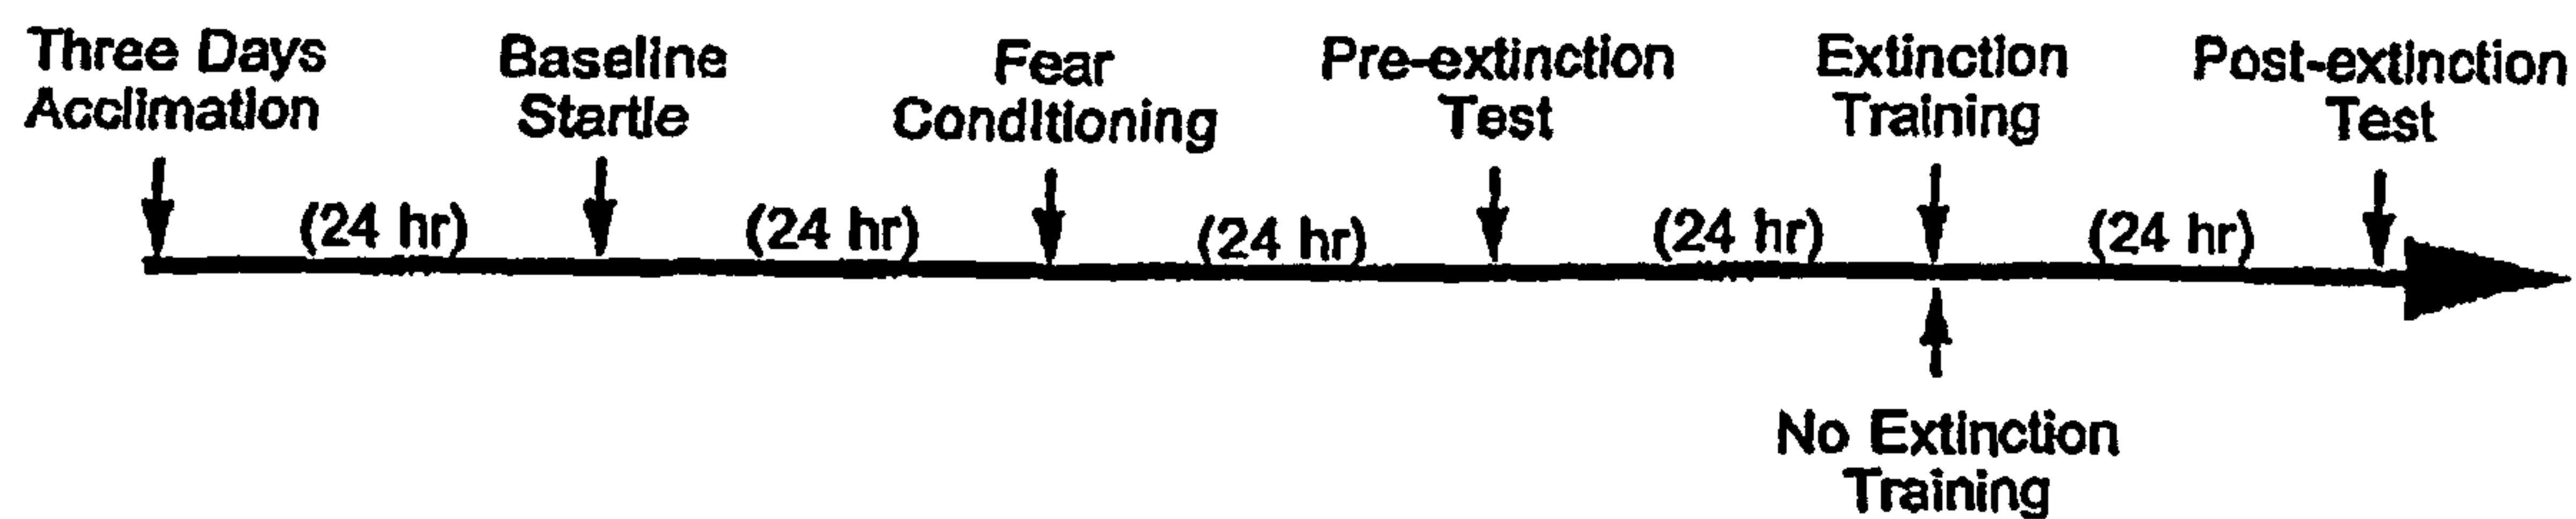 Three Days
Acclimation
Baseline
Startle
Fear
Conditioning
Pre-extinction
Test
Extinction
Training
Post-extinction
Test
(24 hr)
(24 hr)
(24 hr)
(24 hr)
(24 hr)
No Extinction
Training